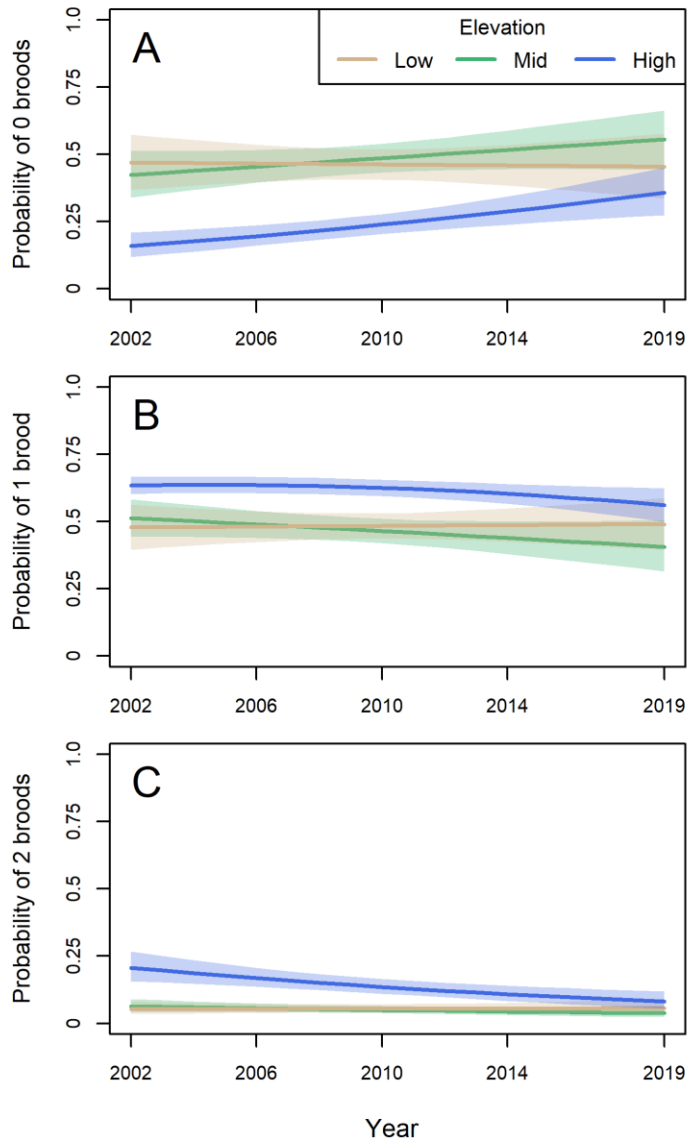 A
Elevation
Low Mid High
Probability of 0 broods
1.0
0.75
0.5
0.25
0
2002 2006 2010 2014 2019
B
Probability of 1 brood
1.0
0.75
0.5
0.25
0
2002 2006 2010 2014 2019
C
Probability of 2 broods
1.0
0.75
0.5
0.25
0
2002 2006 2010 2014 2019
Year